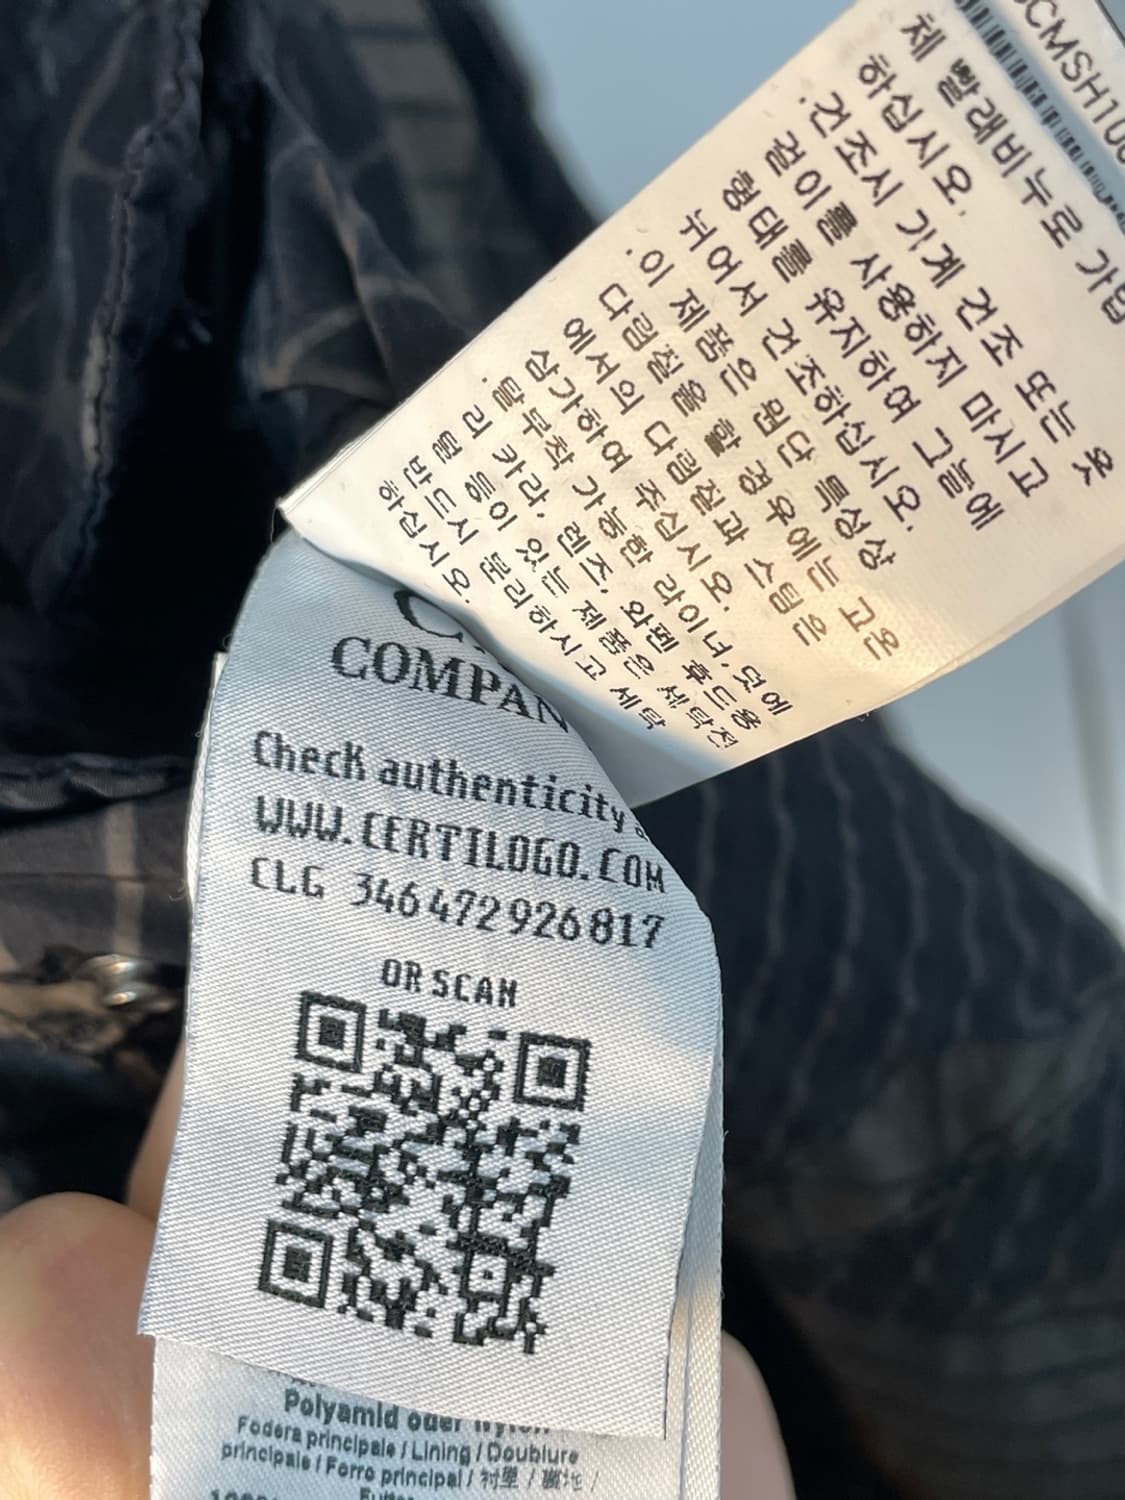 CMSH10
체 빨래비누로 가볍
하십시오.
.건조시 기계 건조 또는 옷
걸이를 사용하지 마시고
형태를 유지하여 그늘에
뉘어서 건조하십시오.
.이 제품은 원단 특성상
다림질을 할 경우에는 고온
에서의 다림질과 스팀은
삼가하여 주십시오.
.탈부착 가능한 라이너, 덧에
리 카라, 렌즈, 와펜 후드용
털 등이 있는 제품은 세탁전
반드시 분리하시고 세탁
하십시오.
COMPAN
Check authenticity a
WWW.CERTILOGO.COM
CLG 346472926817
OR SCAN
Polyamid oder Nylon
Fodera principale / Lining / Doublure
principale / Forro principal / 衬里 /
Futter